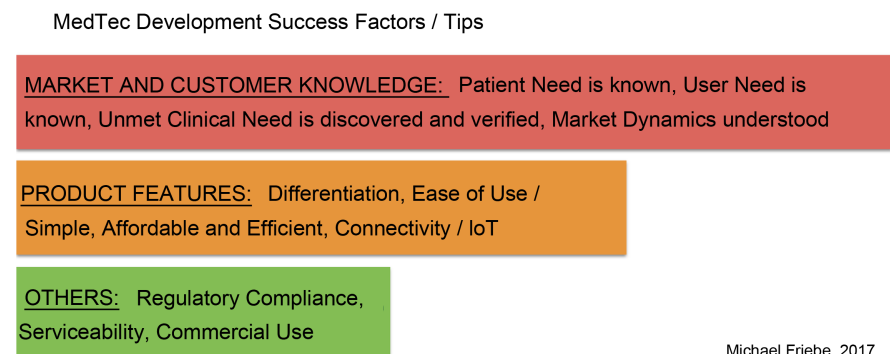 MedTec Development Success Factors / Tips
MARKET AND CUSTOMER KNOWLEDGE: Patient Need is known, User Need is
known, Unmet Clinical Need is discovered and verified, Market Dynamics understood
PRODUCT FEATURES: Differentiation, Ease of Use /
Simple, Affordable and Efficient, Connectivity / IoT
OTHERS: Regulatory Compliance,
Serviceability, Commercial Use
Michael Friebe, 2017